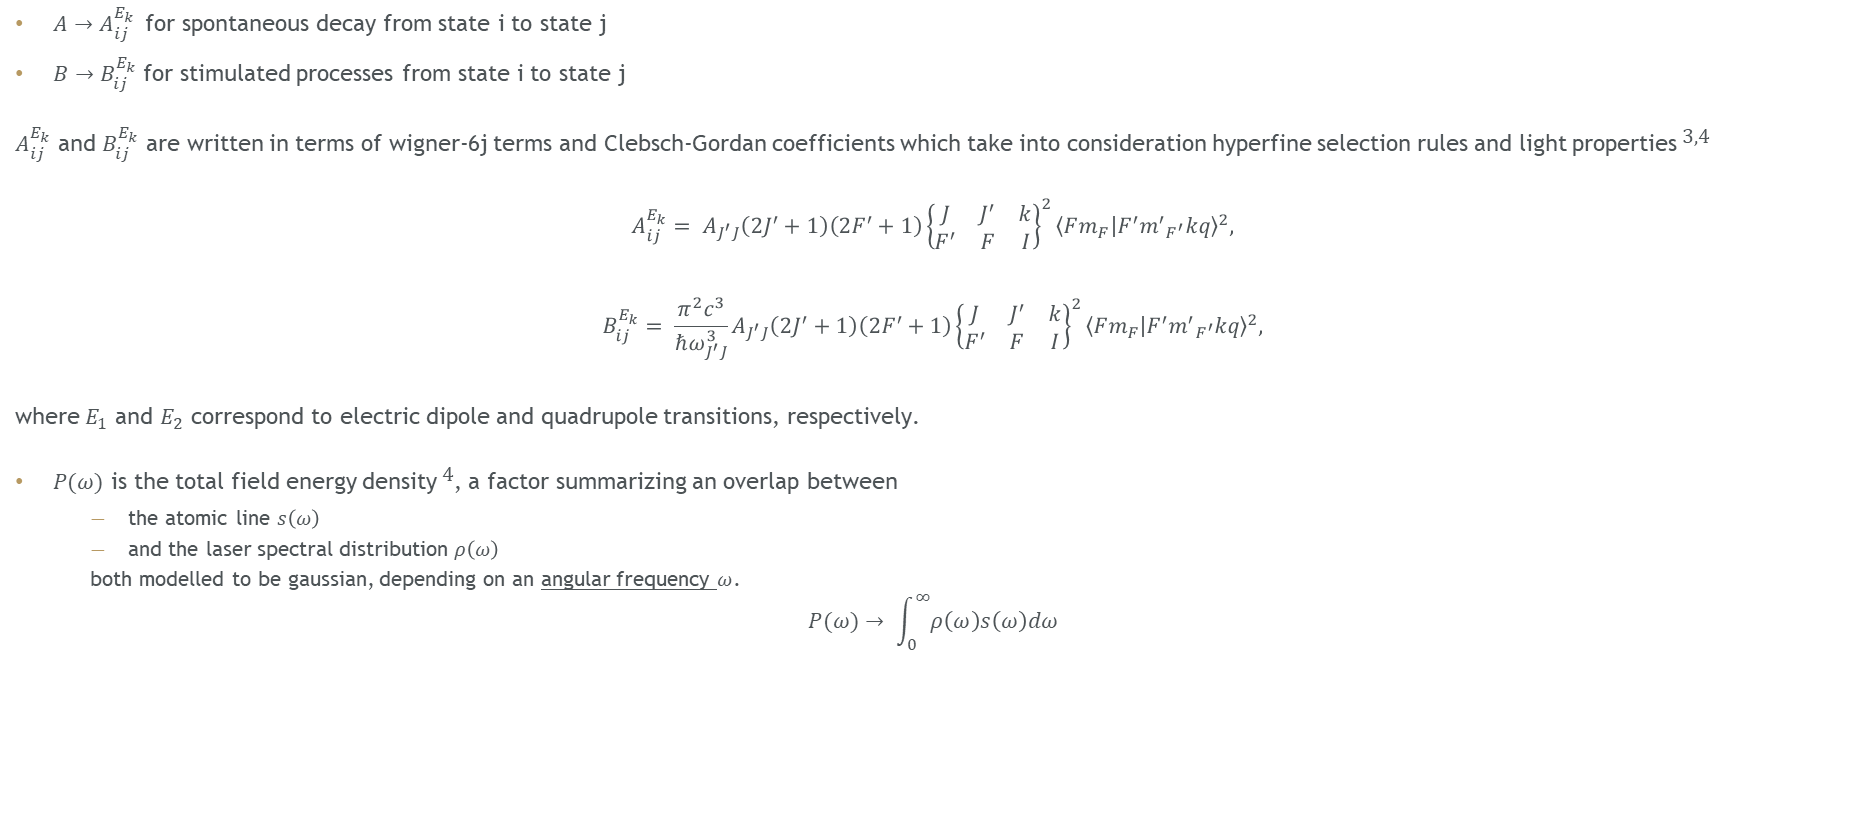 • A → A_{ij}^{E_k} for spontaneous decay from state i to state j
• B → B_{ij}^{E_k} for stimulated processes from state i to state j
A_{ij}^{E_k} and B_{ij}^{E_k} are written in terms of wigner-6j terms and Clebsch-Gordan coefficients which take into consideration hyperfine selection rules and light properties ^{3,4}
A_{ij}^{E_k} = A_{J′J}(2J′ + 1)(2F′ + 1){J J′ k; F′ F I}^2 ⟨Fm_F|F′m′_{F′}kq⟩^2,
B_{ij}^{E_k} = \frac{π^2c^3}{ħω_{J′J}^3} A_{J′J}(2J′ + 1)(2F′ + 1){J J′ k; F′ F I}^2 ⟨Fm_F|F′m′_{F′}kq⟩^2,
where E_1 and E_2 correspond to electric dipole and quadrupole transitions, respectively.
• P(ω) is the total field energy density ^4, a factor summarizing an overlap between
– the atomic line s(ω)
– and the laser spectral distribution ρ(ω)
both modelled to be gaussian, depending on an angular frequency ω.
P(ω) → ∫_0^∞ ρ(ω)s(ω)dω